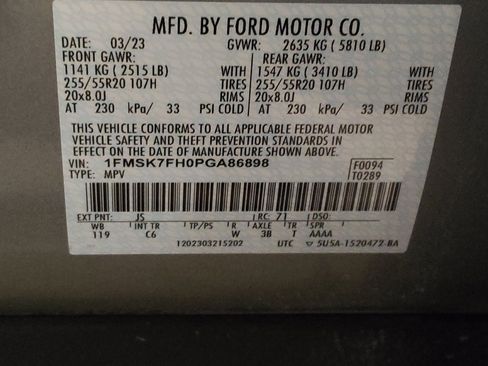 MFD. BY FORD MOTOR CO.
DATE: 03/23 GVWR: 2635 KG ( 5810 LB)
FRONT GAWR: REAR GAWR:
1141 KG ( 2515 LB) WITH 1547 KG ( 3410 LB) WITH
255/55R20 107H TIRES 255/55R20 107H TIRES
20x8.0J RIMS 20x8.0J RIMS
AT 230 kPa/ 33 PSI COLD AT 230 kPa/ 33 PSI COLD
THIS VEHICLE CONFORMS TO ALL APPLICABLE FEDERAL MOTOR
VEHICLE SAFETY AND THEFT PREVENTION STANDARDS IN
EFFECT ON THE DATE OF MANUFACTURE SHOWN ABOVE.
VIN: 1FMSK7FH0PGA86898 F0094
TYPE: MPV T0289
EXT PNT: JS RC: 71 DSO:
WB INT TR TP/PS R AXLE TR SPR
119 C6 W 3B T AAAA
1202303215202 UTC ▽ 5U5A-1520472-BA